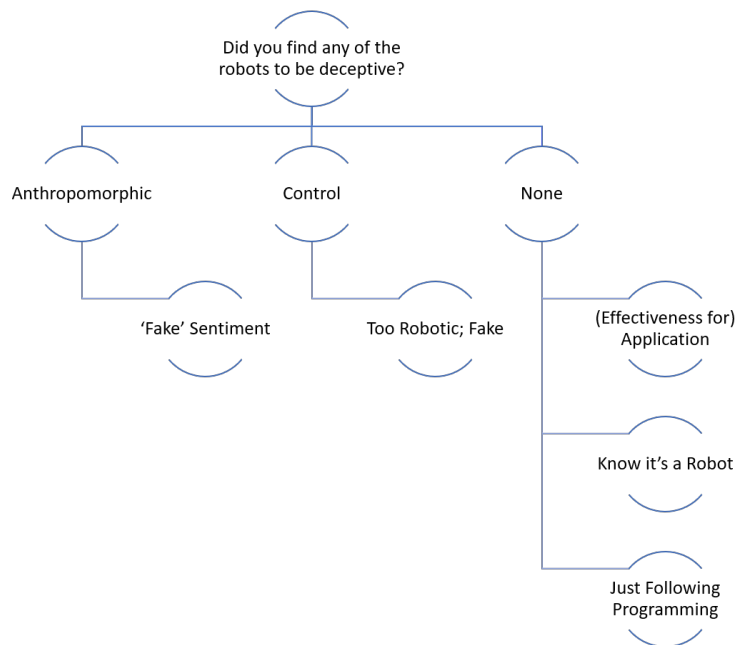 Did you find any of the
robots to be deceptive?
Anthropomorphic
Control
None
‘Fake’ Sentiment
Too Robotic; Fake
(Effectiveness for)
Application
Know it’s a Robot
Just Following
Programming